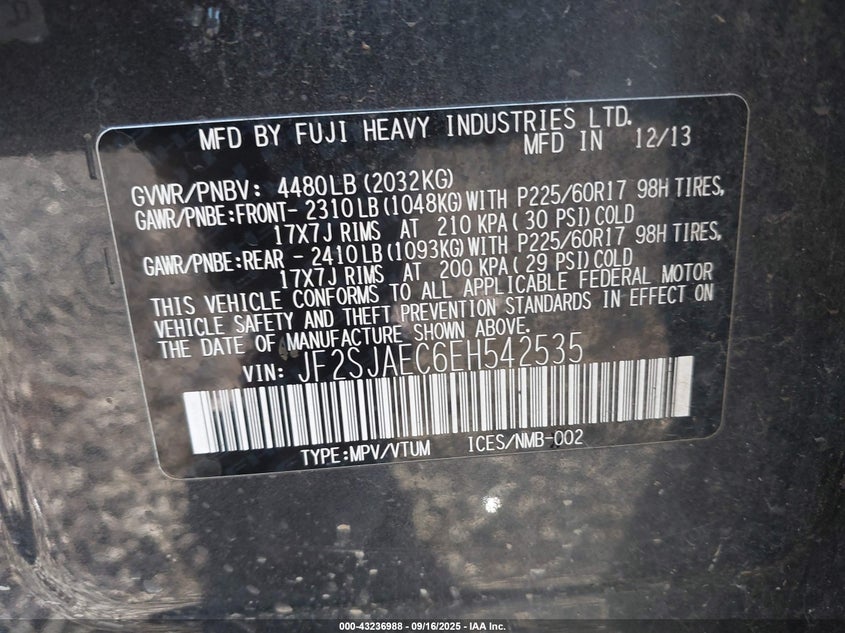 MFD BY FUJI HEAVY INDUSTRIES LTD.
MFD IN 12/13
GVWR/PNBV: 4480LB(2032KG)
GAWR/PNBE:FRONT- 2310LB(1048KG)WITH P225/60R17 98H TIRES,
17X7J RIMS AT 210 KPA(30 PSI)COLD
GAWR/PNBE:REAR - 2410LB(1093KG)WITH P225/60R17 98H TIRES,
17X7J RIMS AT 200 KPA(29 PSI)COLD
THIS VEHICLE CONFORMS TO ALL APPLICABLE FEDERAL MOTOR
VEHICLE SAFETY AND THEFT PREVENTION STANDARDS IN EFFECT ON
THE DATE OF MANUFACTURE SHOWN ABOVE.
VIN: JF2SJAEC6EH542535
TYPE:MPV/VTUM ICES/NMB-002
000-43236988 - 09/16/2025 - IAA Inc.